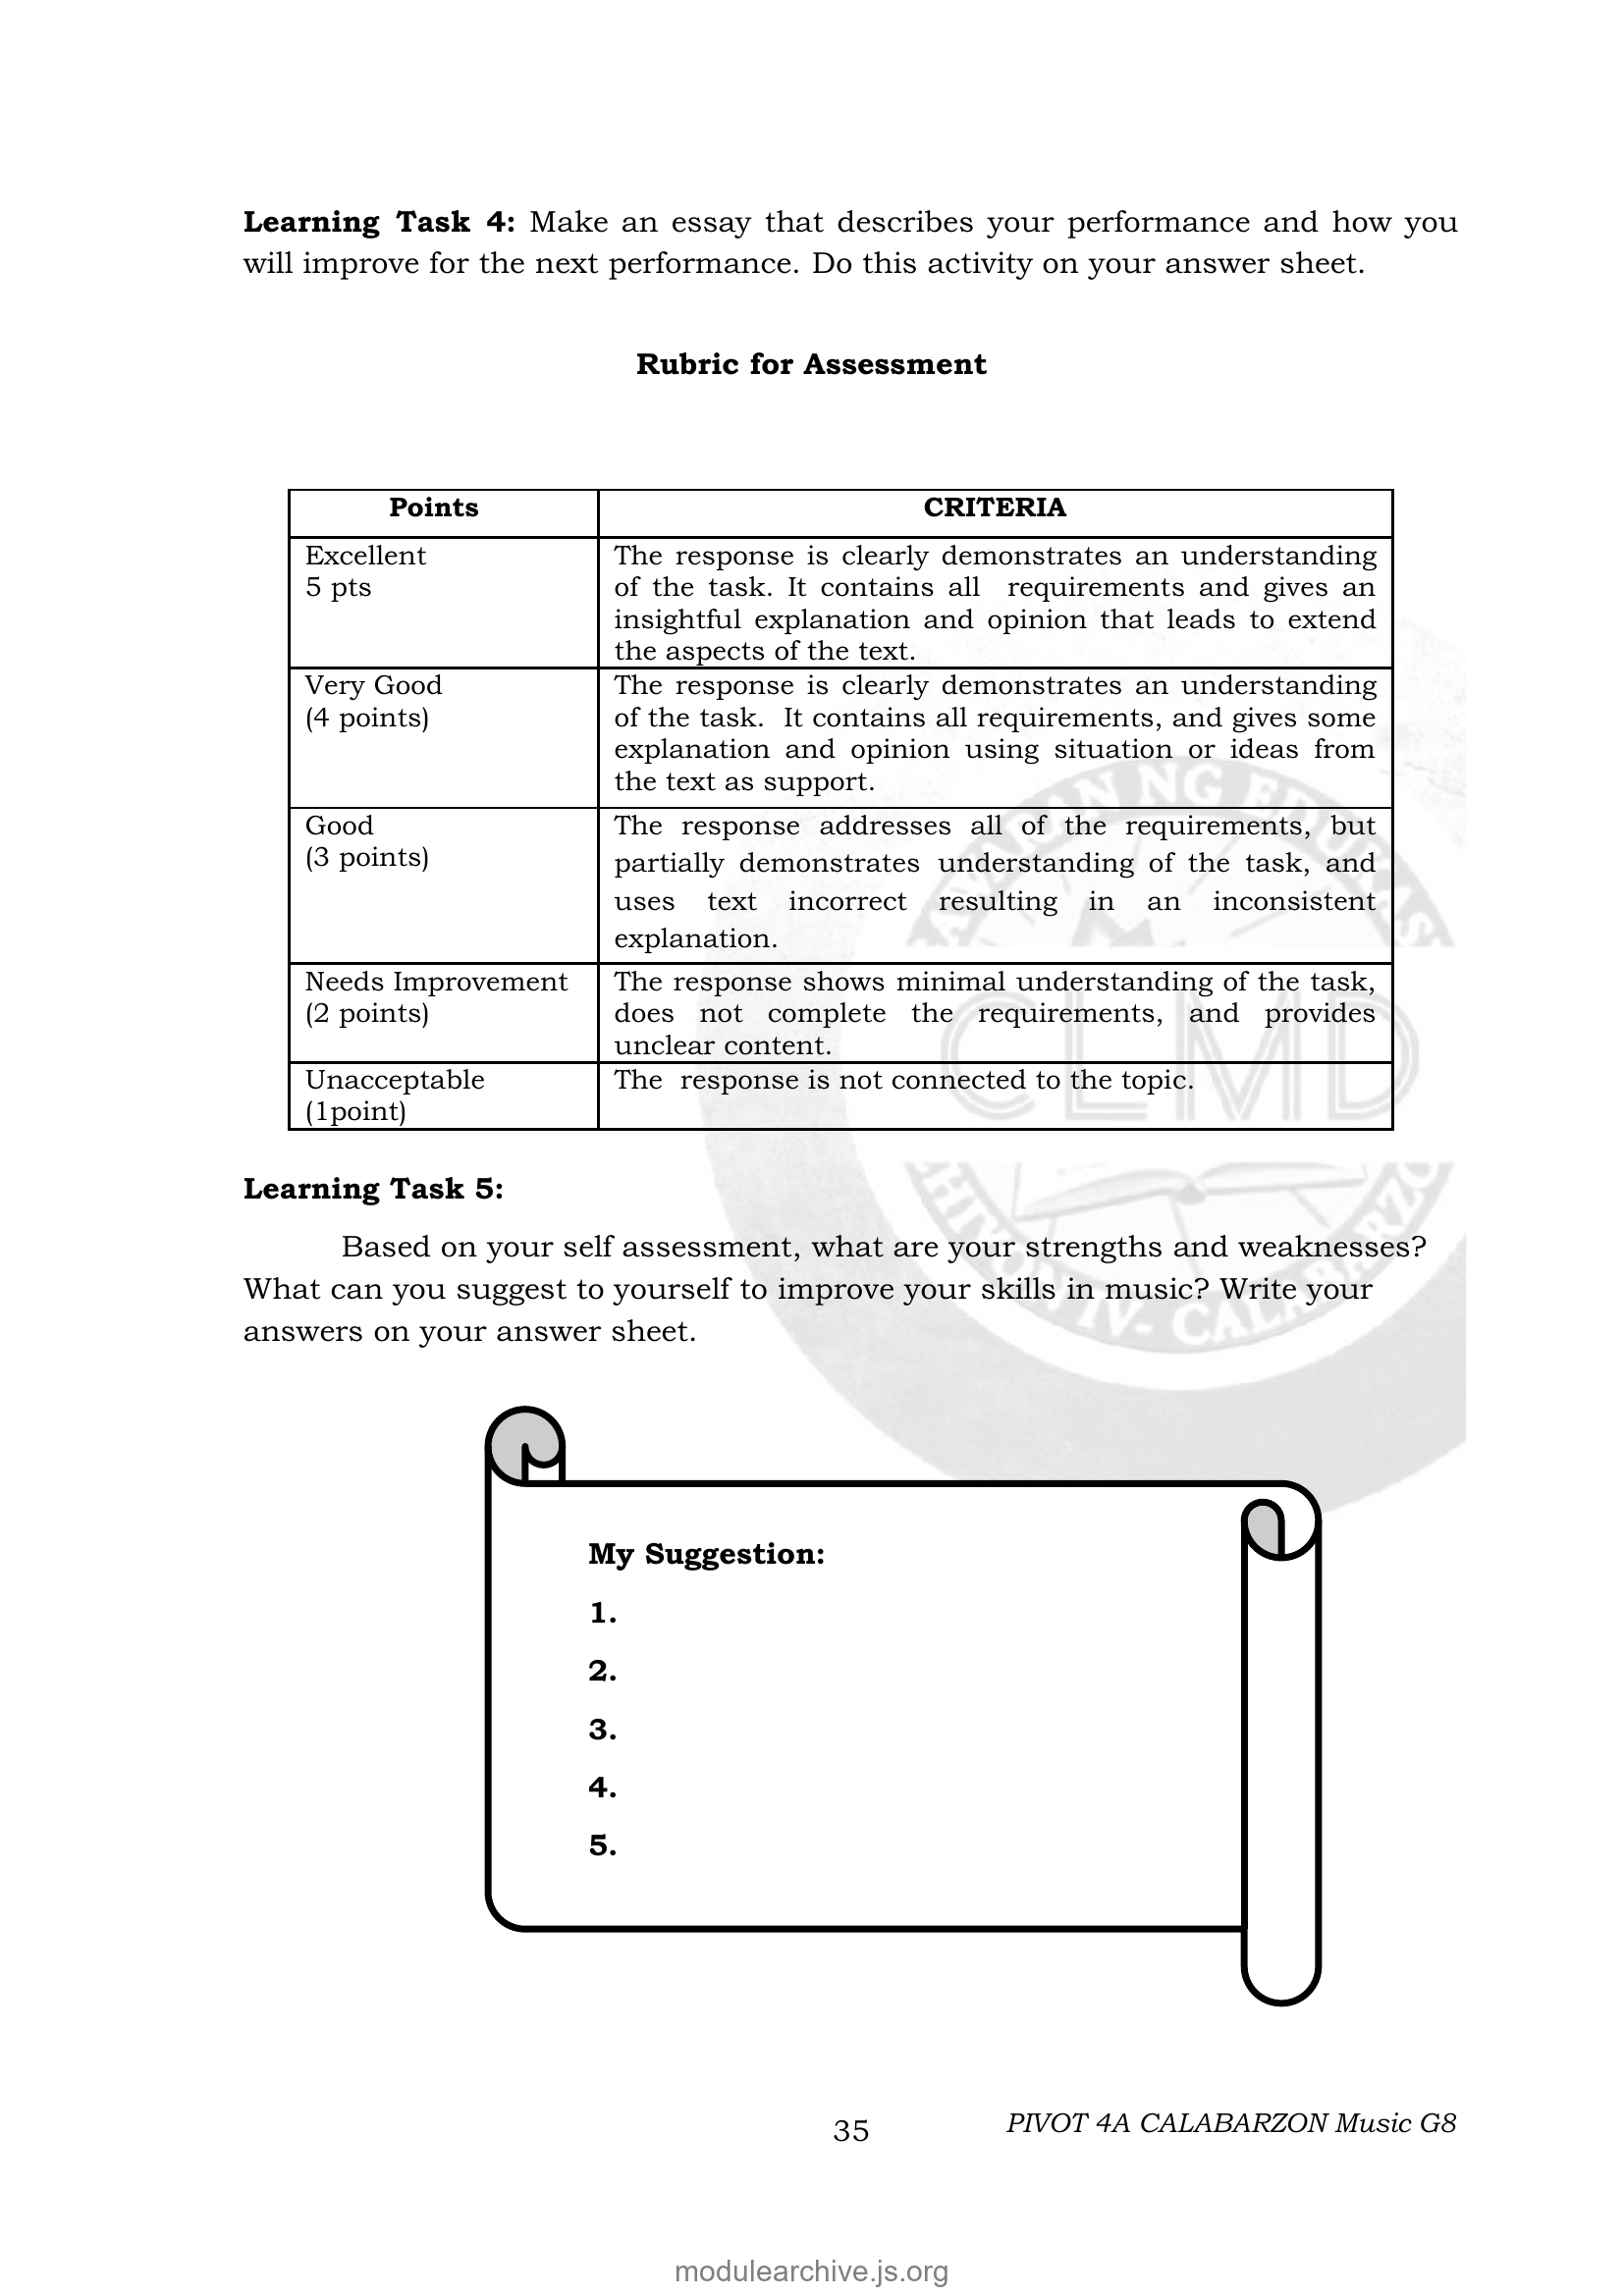 Learning Task 4: Make an essay that describes your performance and how you
will improve for the next performance. Do this activity on your answer sheet.
Rubric for Assessment
Points
CRITERIA
Excellent
5 pts
The response is clearly demonstrates an understanding
of the task. It contains all requirements and gives an
insightful explanation and opinion that leads to extend
the aspects of the text.
Very Good
(4 points)
The response is clearly demonstrates an understanding
of the task. It contains all requirements, and gives some
explanation and opinion using situation or ideas from
the text as support.
Good
(3 points)
The response addresses all of the requirements, but
partially demonstrates understanding of the task, and
uses text incorrect resulting in an inconsistent
explanation.
Needs Improvement
(2 points)
The response shows minimal understanding of the task,
does not complete the requirements, and provides
unclear content.
Unacceptable
(1point)
The response is not connected to the topic.
CLMD
Learning Task 5:
Based on your self assessment, what are your strengths and weaknesses?
What can you suggest to yourself to improve your skills in music? Write your
answers on your answer sheet.
My Suggestion:
1.
2.
3.
4.
5.
35
PIVOT 4A CALABARZON Music G8
modulearchive.js.org